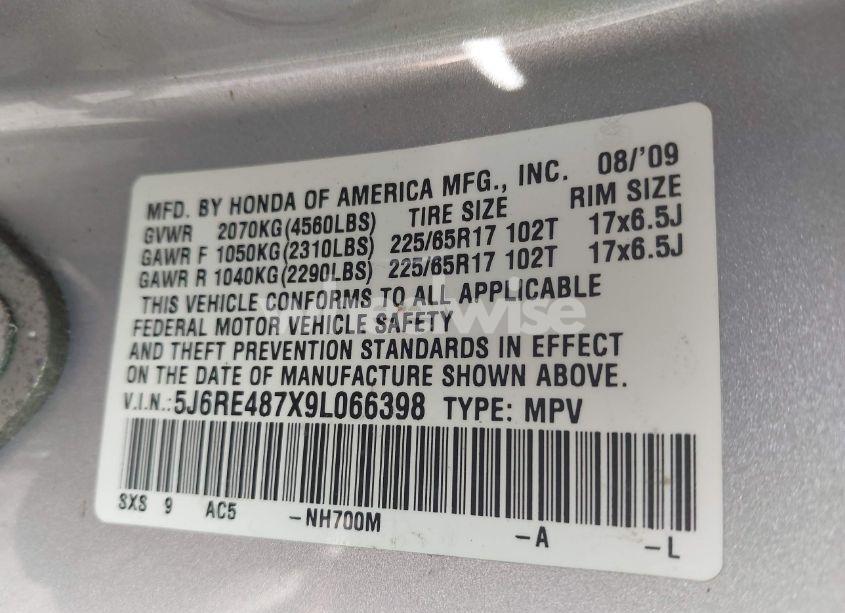 MFD. BY HONDA OF AMERICA MFG., INC. 08/'09
GVWR 2070KG(4560LBS) TIRE SIZE RIM SIZE
GAWR F 1050KG(2310LBS) 225/65R17 102T 17x6.5J
GAWR R 1040KG(2290LBS) 225/65R17 102T 17x6.5J
THIS VEHICLE CONFORMS TO ALL APPLICABLE
FEDERAL MOTOR VEHICLE SAFETY
AND THEFT PREVENTION STANDARDS IN EFFECT
ON THE DATE OF MANUFACTURE SHOWN ABOVE.
V.I.N.:5J6RE487X9L066398 TYPE: MPV
SXS 9 AC5 -NH700M -A -L